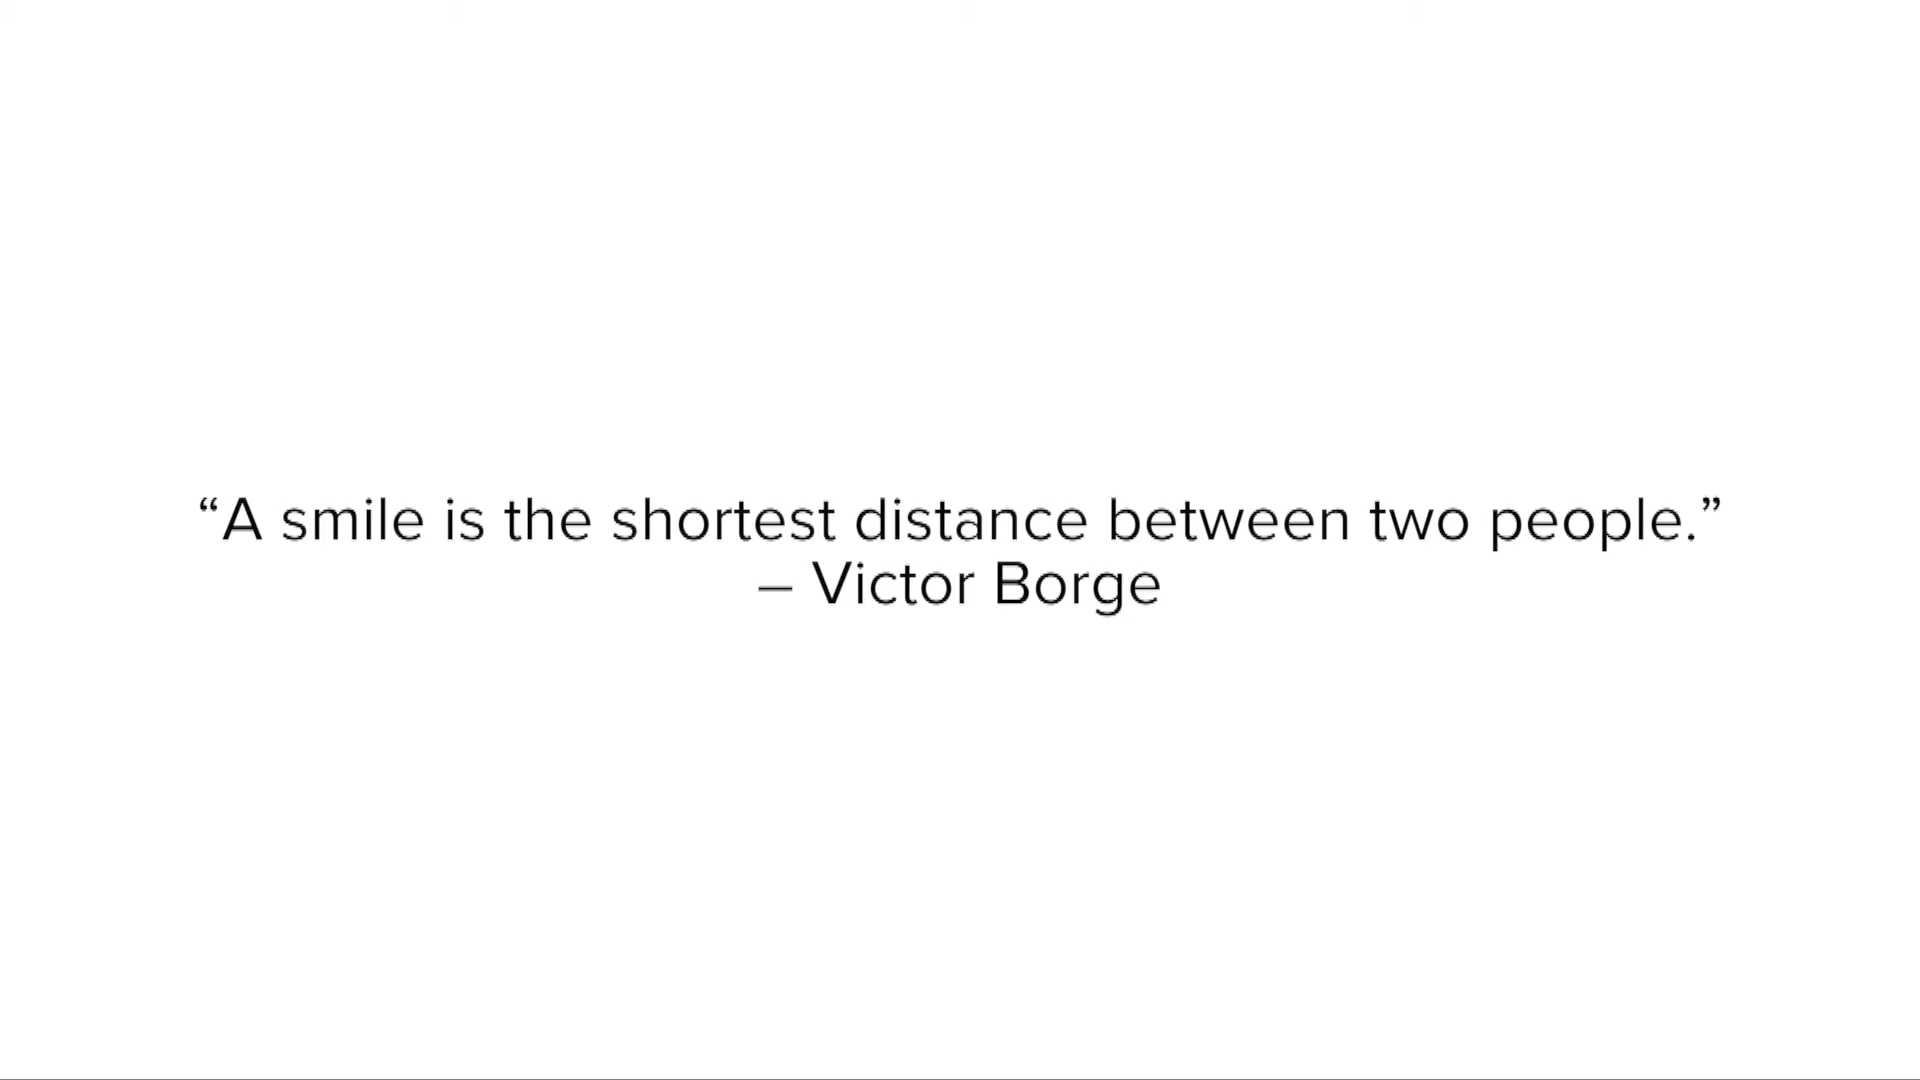 “A smile is the shortest distance between two people.”
– Victor Borge